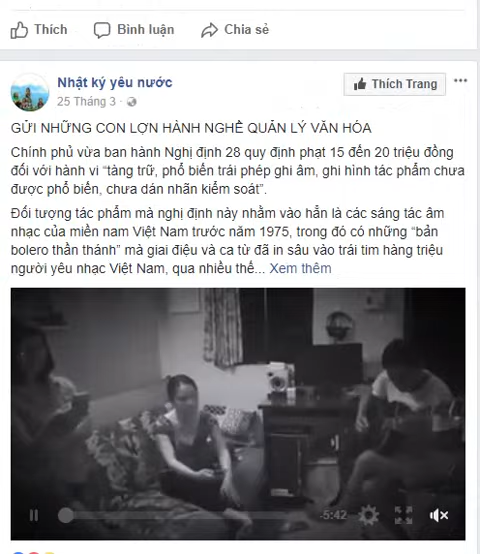 Thích Bình luận Chia sẻ
Nhật ký yêu nước Thích Trang
25 Tháng 3
GỬI NHỮNG CON LỢN HÀNH NGHỀ QUẢN LÝ VĂN HÓA
Chính phủ vừa ban hành Nghị định 28 quy định phạt 15 đến 20 triệu đồng
đối với hành vi “tàng trữ, phổ biến trái phép ghi âm, ghi hình tác phẩm chưa
được phổ biến, chưa dán nhãn kiểm soát”.
Đối tượng tác phẩm mà nghị định này nhằm vào hẳn là các sáng tác âm
nhạc của miền nam Việt Nam trước năm 1975, trong đó có những “bản
bolero thần thánh” mà giai điệu và ca từ đã in sâu vào trái tim hàng triệu
người yêu nhạc Việt Nam, qua nhiều thế... Xem thêm
-5:42